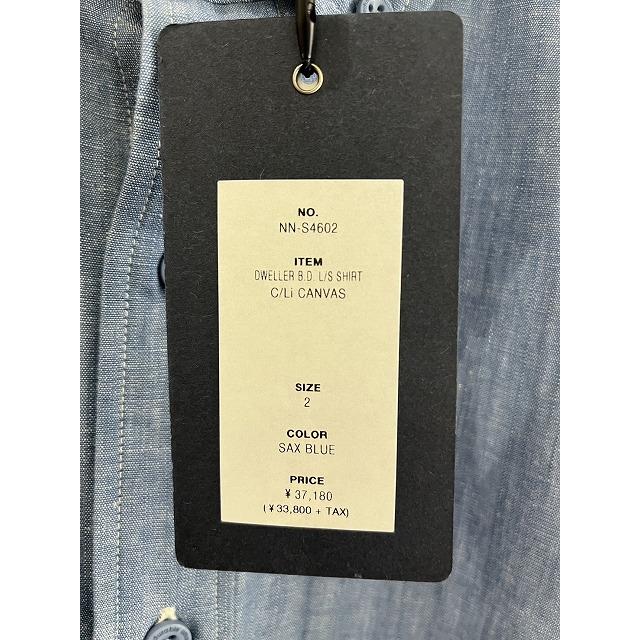 NO.
NN-S4602
ITEM
DWELLER B.D. L/S SHIRT
C/Li CANVAS
SIZE
2
COLOR
SAX BLUE
PRICE
¥ 37,180
(¥33,800 + TAX)